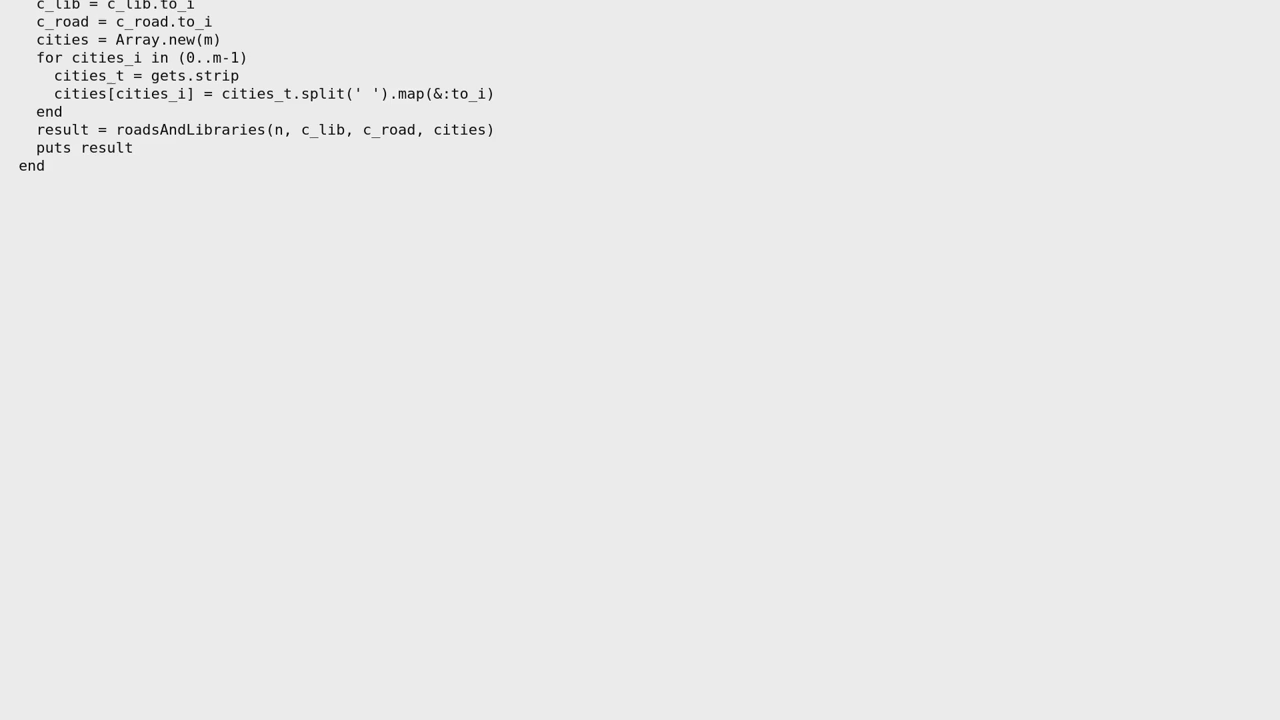 c_lib = c_lib.to_i
c_road = c_road.to_i
cities = Array.new(m)
for cities_i in (0..m-1)
cities_t = gets.strip
cities[cities_i] = cities_t.split(' ').map(&:to_i)
end
result = roadsAndLibraries(n, c_lib, c_road, cities)
puts result
end